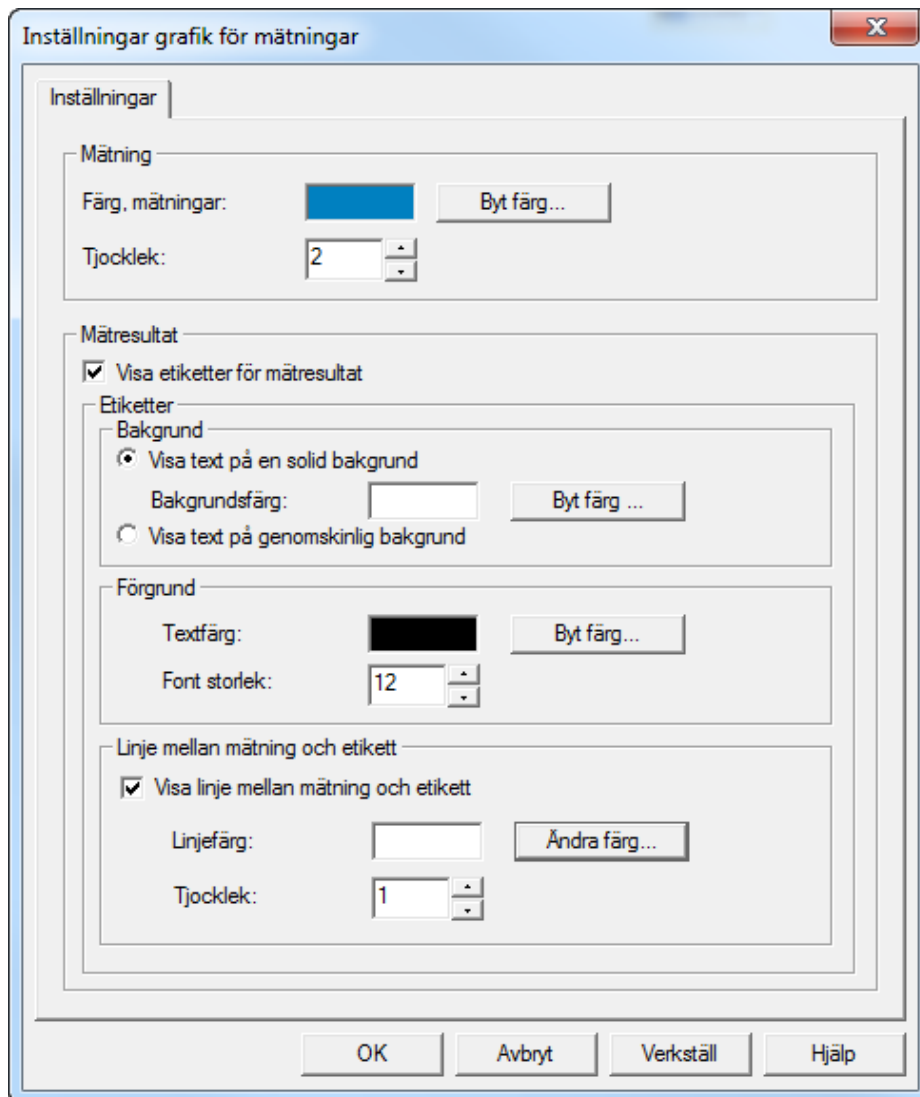 Inställningar grafik för mätningar
Inställningar
Mätning
Färg, mätningar: Byt färg...
Tjocklek: 2
Mätresultat
Visa etiketter för mätresultat
Etiketter
Bakgrund
Visa text på en solid bakgrund
Bakgrundsfärg: Byt färg ...
Visa text på genomskinlig bakgrund
Förgrund
Textfärg: Byt färg...
Font storlek: 12
Linje mellan mätning och etikett
Visa linje mellan mätning och etikett
Linjefärg: Ändra färg...
Tjocklek: 1
OK Avbryt Verkställ Hjälp